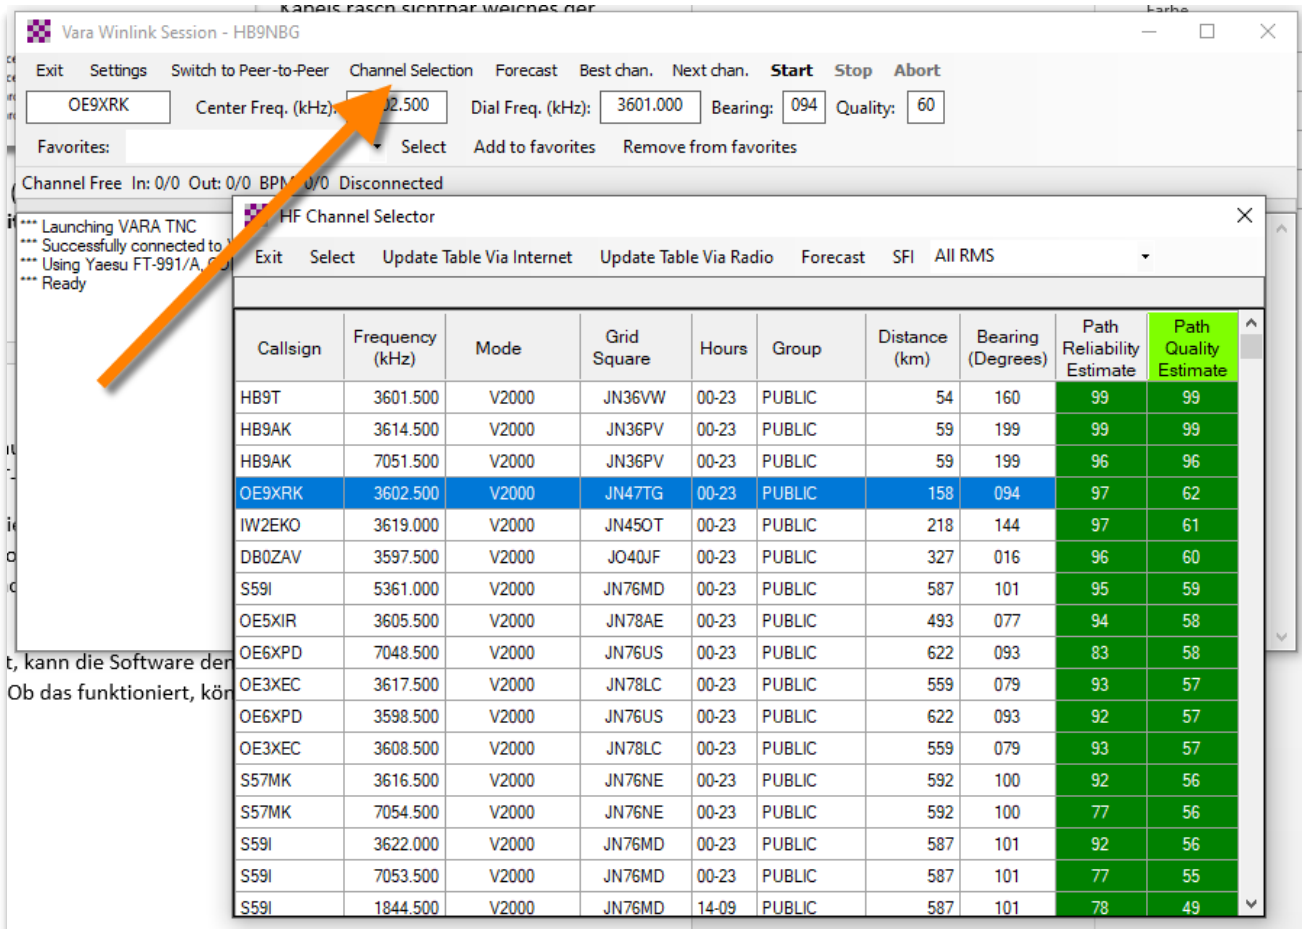 Kabels rasch sichtbar welches der
Farbe
Vara Winlink Session - HB9NBG
Exit Settings Switch to Peer-to-Peer Channel Selection Forecast Best chan. Next chan. Start Stop Abort
OE9XRK Center Freq. (kHz): 02.500 Dial Freq. (kHz): 3601.000 Bearing: 094 Quality: 60
Favorites: Select Add to favorites Remove from favorites
Channel Free In: 0/0 Out: 0/0 BPM 0/0 Disconnected
*** Launching VARA TNC
*** Successfully connected to
*** Using Yaesu FT-991/A,
*** Ready
HF Channel Selector
Exit Select Update Table Via Internet Update Table Via Radio Forecast SFI All RMS
Callsign Frequency (kHz) Mode Grid Square Hours Group Distance (km) Bearing (Degrees) Path Reliability Estimate Path Quality Estimate
HB9T 3601.500 V2000 JN36VW 00-23 PUBLIC 54 160 99 99
HB9AK 3614.500 V2000 JN36PV 00-23 PUBLIC 59 199 99 99
HB9AK 7051.500 V2000 JN36PV 00-23 PUBLIC 59 199 96 96
OE9XRK 3602.500 V2000 JN47TG 00-23 PUBLIC 158 094 97 62
IW2EKO 3619.000 V2000 JN45OT 00-23 PUBLIC 218 144 97 61
DB0ZAV 3597.500 V2000 JO40JF 00-23 PUBLIC 327 016 96 60
S59I 5361.000 V2000 JN76MD 00-23 PUBLIC 587 101 95 59
OE5XIR 3605.500 V2000 JN78AE 00-23 PUBLIC 493 077 94 58
OE6XPD 7048.500 V2000 JN76US 00-23 PUBLIC 622 093 83 58
OE3XEC 3617.500 V2000 JN78LC 00-23 PUBLIC 559 079 93 57
OE6XPD 3598.500 V2000 JN76US 00-23 PUBLIC 622 093 92 57
OE3XEC 3608.500 V2000 JN78LC 00-23 PUBLIC 559 079 93 57
S57MK 3616.500 V2000 JN76NE 00-23 PUBLIC 592 100 92 56
S57MK 7054.500 V2000 JN76NE 00-23 PUBLIC 592 100 77 56
S59I 3622.000 V2000 JN76MD 00-23 PUBLIC 587 101 92 56
S59I 7053.500 V2000 JN76MD 00-23 PUBLIC 587 101 77 55
S59I 1844.500 V2000 JN76MD 14-09 PUBLIC 587 101 78 49
t, kann die Software der
Ob das funktioniert, kön